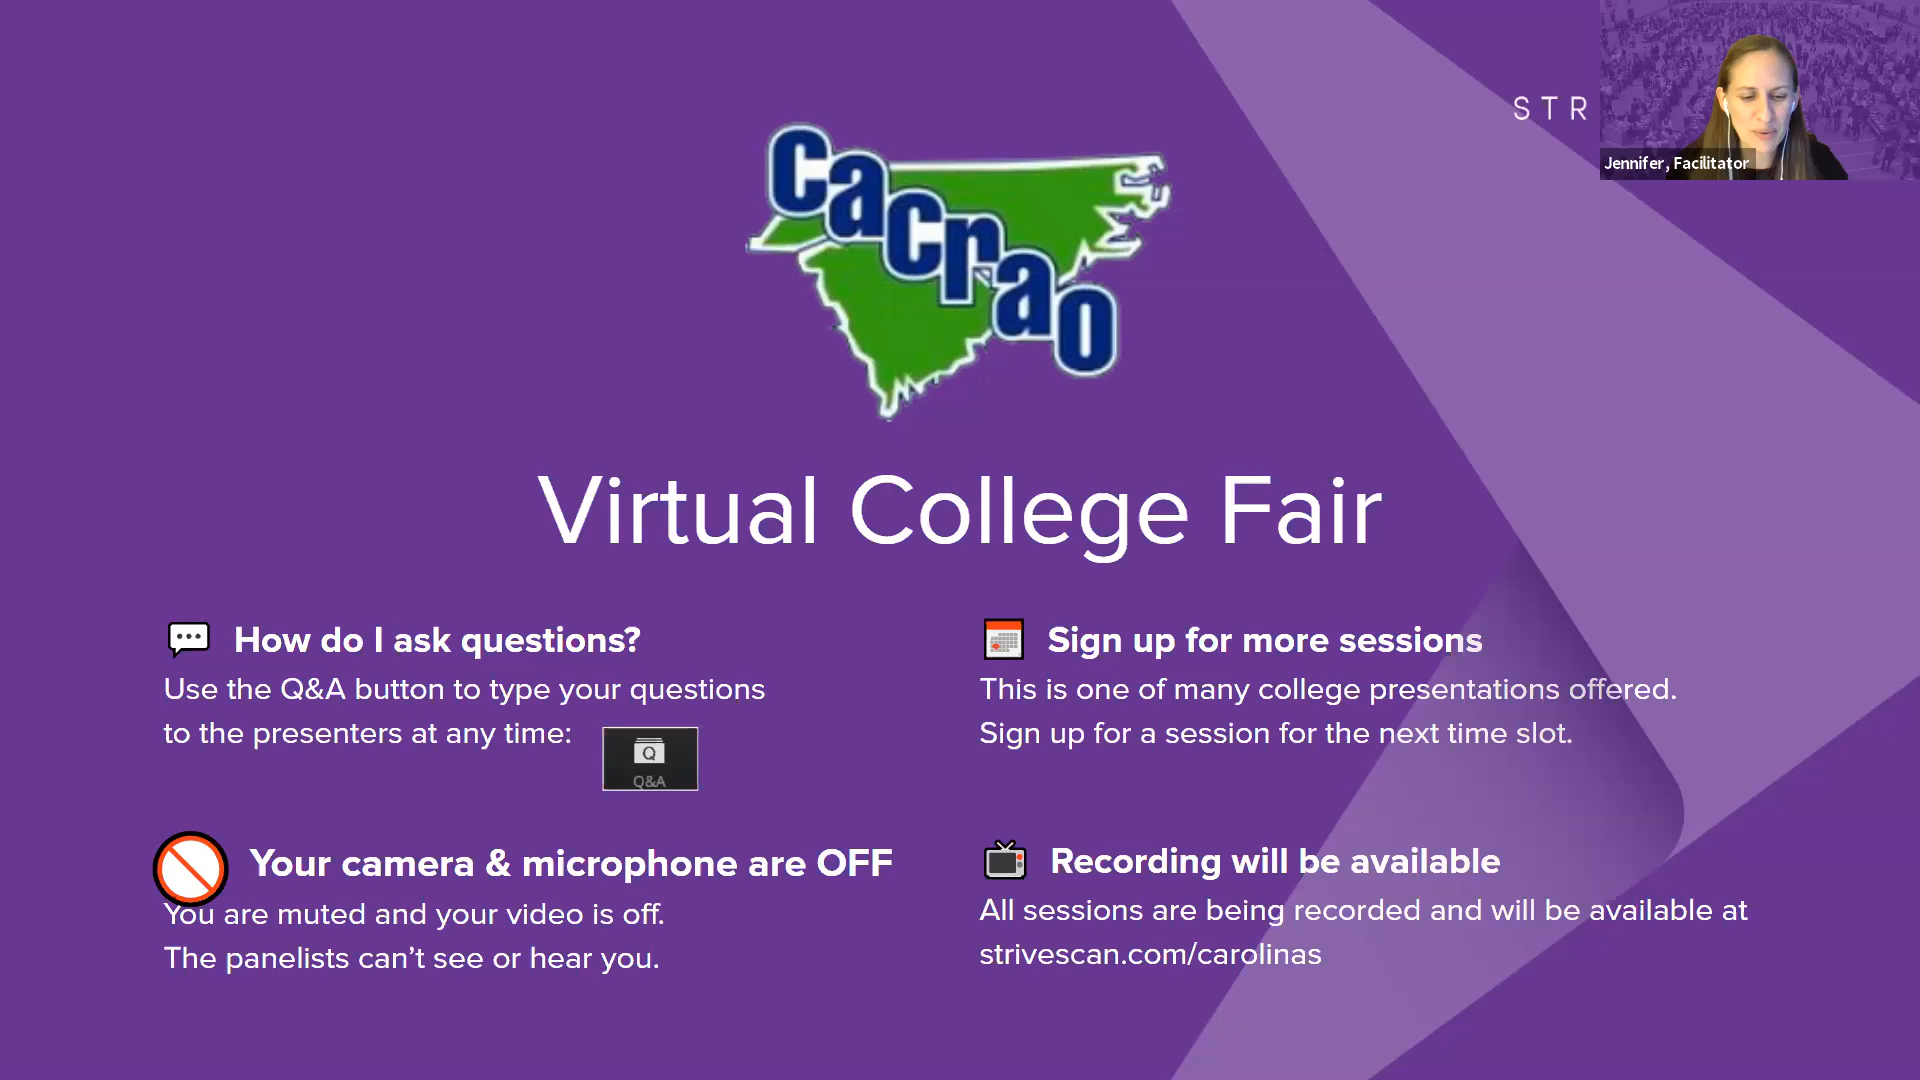 STR
Jennifer, Facilitator
cacrao
Virtual College Fair
How do I ask questions?
Use the Q&A button to type your questions
to the presenters at any time:
Q
Q&A
Sign up for more sessions
This is one of many college presentations offered.
Sign up for a session for the next time slot.
Your camera & microphone are OFF
You are muted and your video is off.
The panelists can’t see or hear you.
Recording will be available
All sessions are being recorded and will be available at
strivescan.com/carolinas